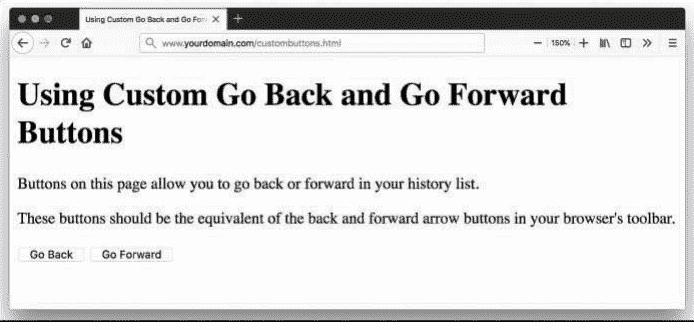 Using Custom Go Back and Go For
www.yourdomain.com/custombuttons.html
150%
Using Custom Go Back and Go Forward
Buttons
Buttons on this page allow you to go back or forward in your history list.
These buttons should be the equivalent of the back and forward arrow buttons in your browser's toolbar.
Go Back Go Forward